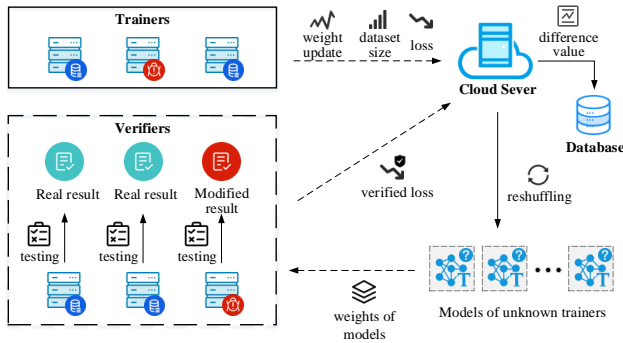 Trainers
weight
update
dataset
size
loss
difference
value
Cloud Sever
Database
Verifiers
Real result
Real result
Modified
result
verified loss
reshuffling
testing
testing
testing
?
?
?
T
T
T
weights of
models
Models of unknown trainers